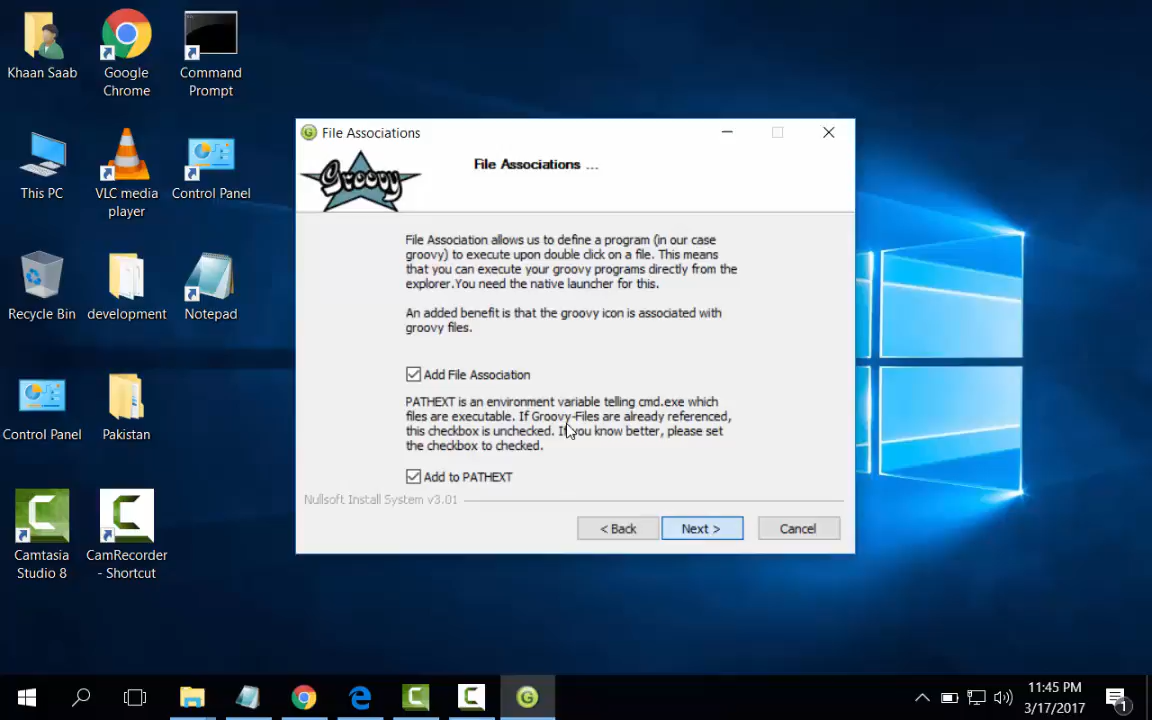 Khaan Saab
Google
Chrome
Command
Prompt
This PC
VLC media
player
Control Panel
Recycle Bin
development
Notepad
Control Panel
Pakistan
Camtasia
Studio 8
CamRecorder
- Shortcut
File Associations
Groovy
File Associations ...
File Association allows us to define a program (in our case
groovy) to execute upon double click on a file. This means
that you can execute your groovy programs directly from the
explorer.You need the native launcher for this.
An added benefit is that the groovy icon is associated with
groovy files.
Add File Association
PATHEXT is an environment variable telling cmd.exe which
files are executable. If Groovy-Files are already referenced,
this checkbox is unchecked. If you know better, please set
the checkbox to checked.
Add to PATHEXT
Nullsoft Install System v3.01
< Back
Next >
Cancel
11:45 PM
3/17/2017
1